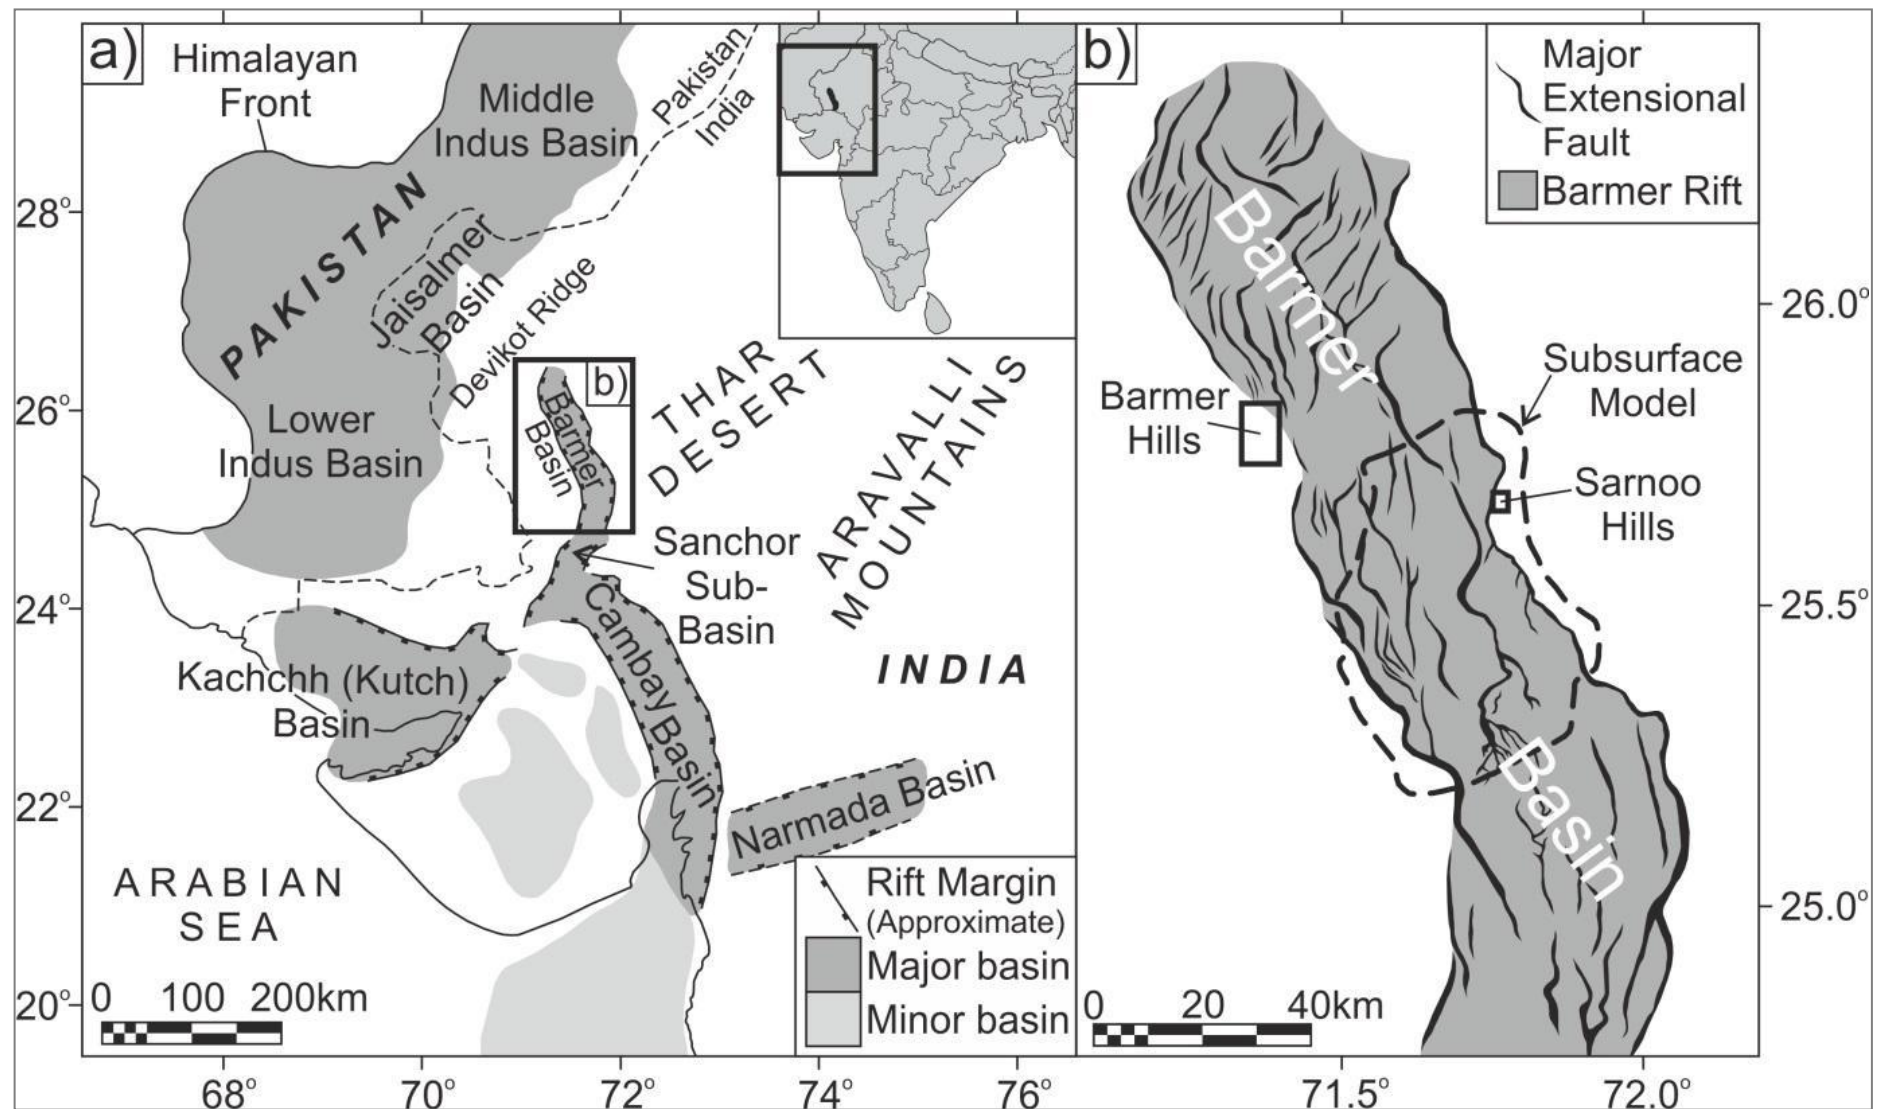 a)
Himalayan
Front
Middle
Indus Basin
Pakistan
India
PAKISTAN
Jaisalmer
Basin
Devikot Ridge
b)
Barmer
Basin
THAR
DESERT
ARAVALLI
MOUNTAINS
Lower
Indus Basin
Sanchor
Sub-
Basin
Cambay Basin
INDIA
Kachchh (Kutch)
Basin
Narmada Basin
ARABIAN
SEA
Rift Margin
(Approximate)
Major basin
Minor basin
0 100 200km
28°
26°
24°
22°
20°
68° 70° 72° 74° 76°
b)
Major
Extensional
Fault
Barmer Rift
Barmer
Basin
Barmer
Hills
Subsurface
Model
Sarnoo
Hills
0 20 40km
26.0°
25.5°
25.0°
71.5° 72.0°